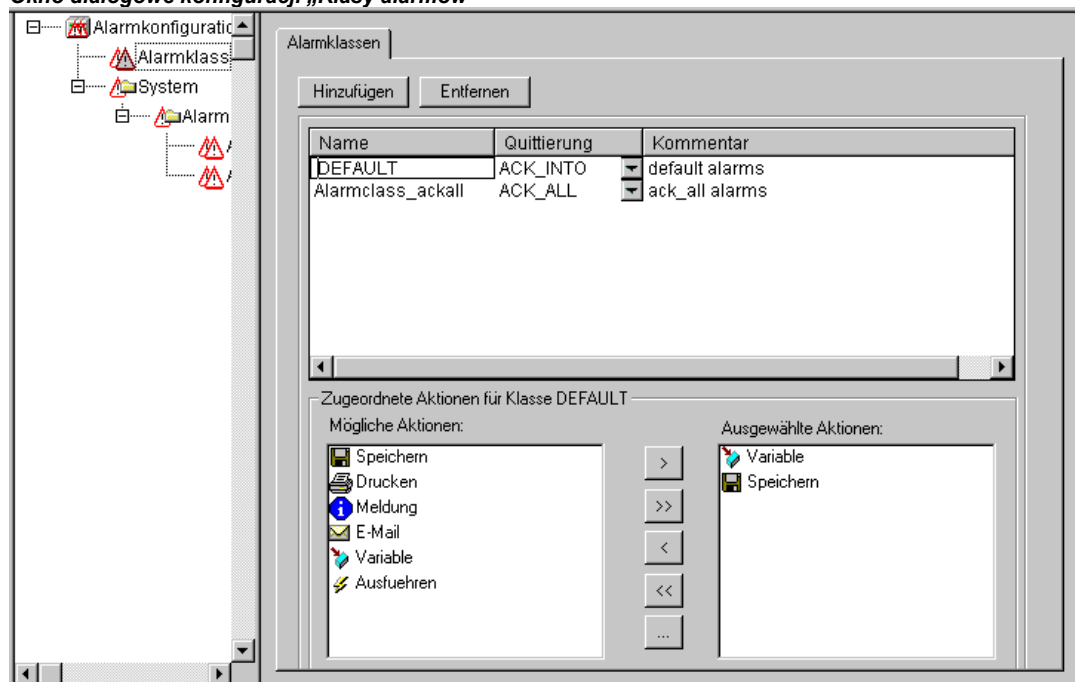 Okno dialogowe konfiguracji „Klasy alarmów
Alarmkonfiguratic
Alarmklass
System
Alarm
Alarmklassen
Hinzufügen Entfernen
Name Quittierung Kommentar
DEFAULT ACK_INTO default alarms
Alarmclass_ackall ACK_ALL ack_all alarms
Zugeordnete Aktionen für Klasse DEFAULT
Mögliche Aktionen:
Speichern
Drucken
Meldung
E-Mail
Variable
Ausfuehren
>
>>
<
<<
...
Ausgewählte Aktionen:
Variable
Speichern